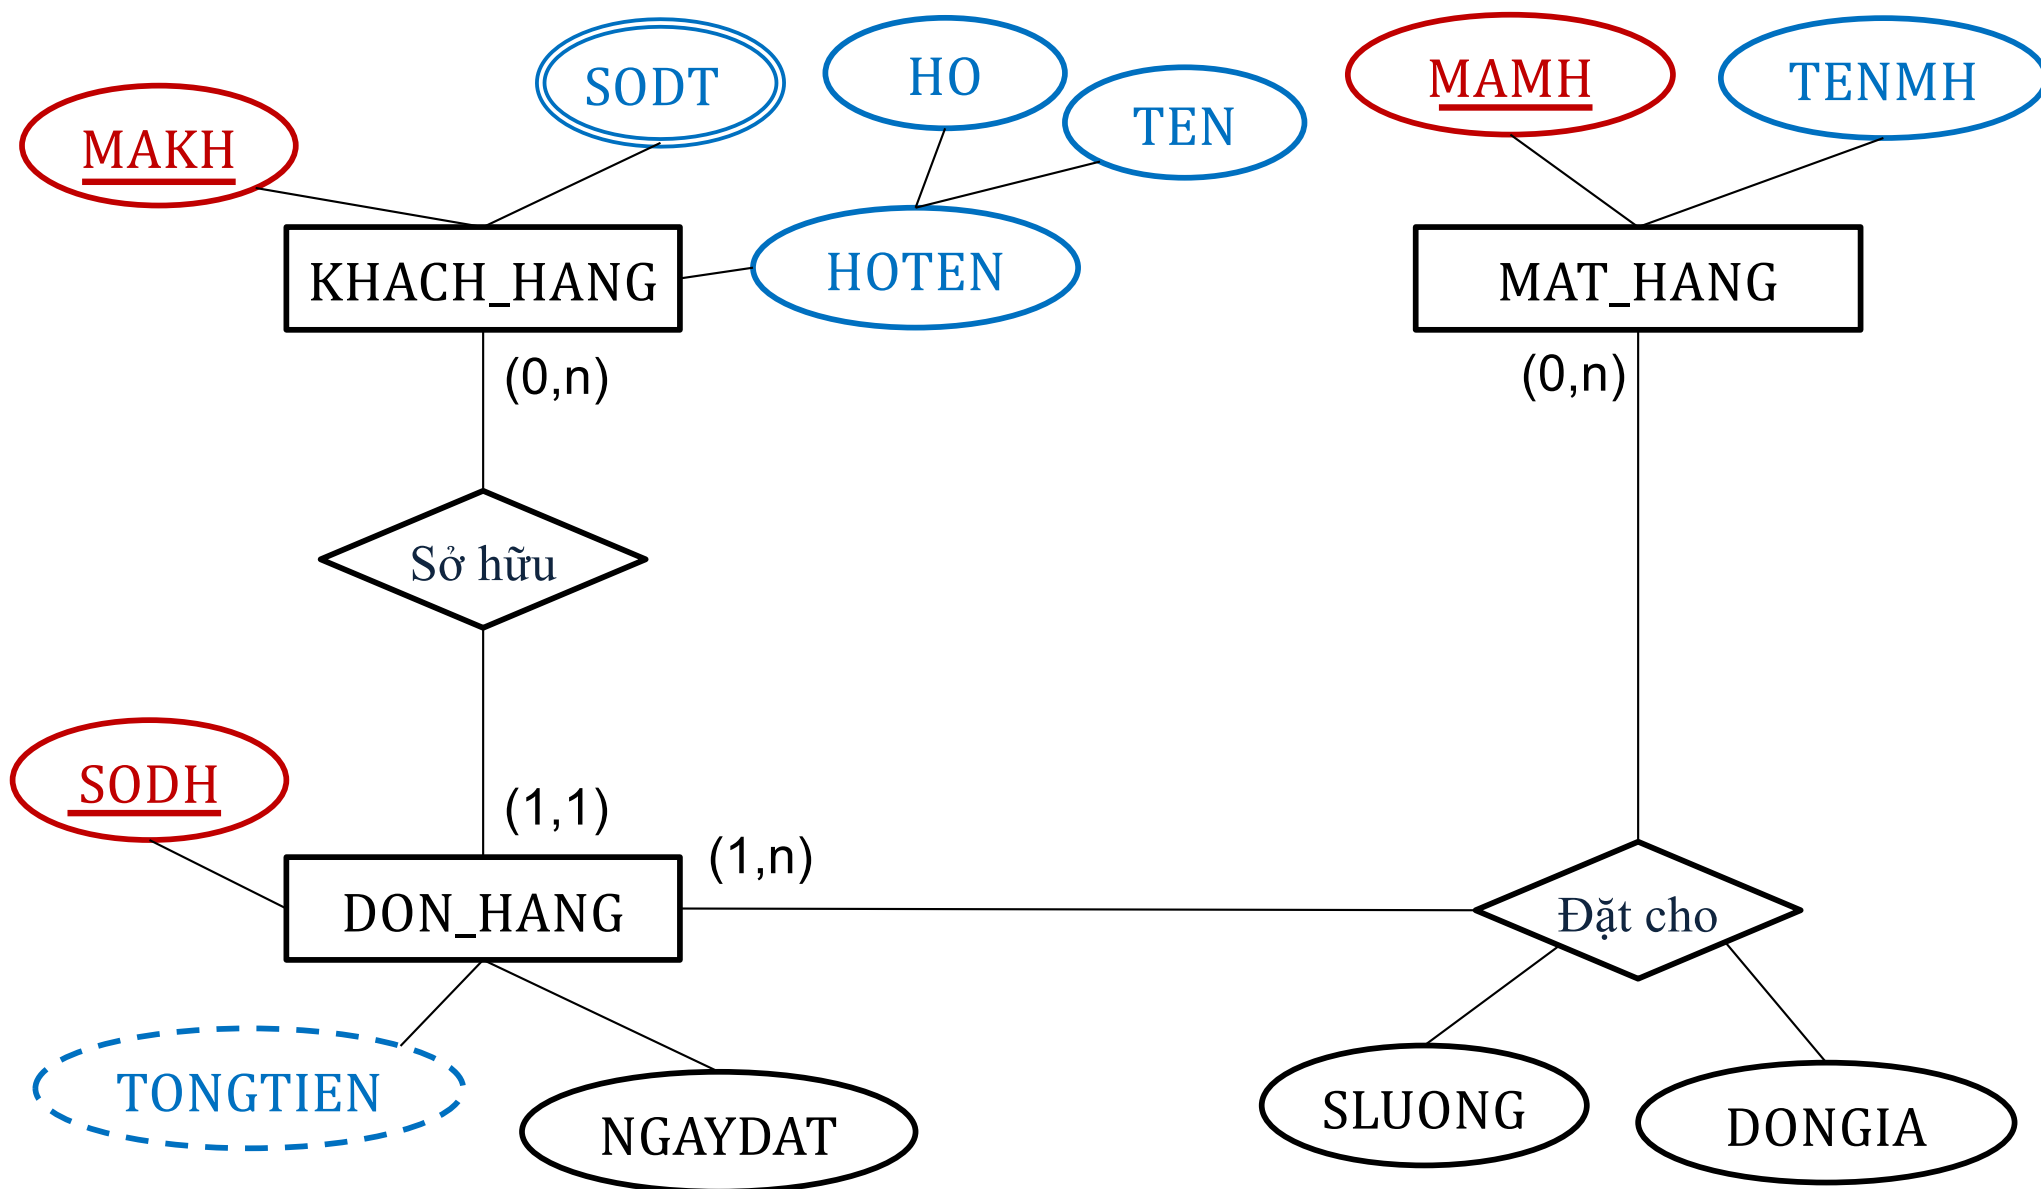 SODT
HO
TEN
MAMH
TENMH
MAKH
HOTEN
KHACH_HANG
MAT_HANG
(0,n)
(0,n)
Sở hữu
SODH
(1,1)
(1,n)
DON_HANG
Đặt cho
TONGTIEN
NGAYDAT
SLUONG
DONGIA